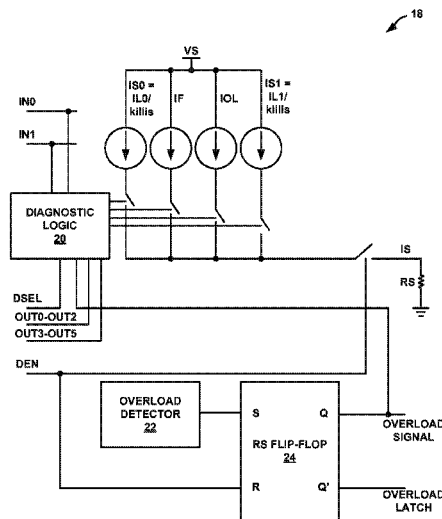 18
VS
IS0 =
IL0/
kIlis
IF
IOL
IS1 =
IL1/
kIlis
IN0
IN1
DIAGNOSTIC
LOGIC
20
IS
RS
DSEL
OUT0-OUT2
OUT3-OUT5
DEN
OVERLOAD
DETECTOR
22
S
Q
RS FLIP-FLOP
24
R
Q'
OVERLOAD
SIGNAL
OVERLOAD
LATCH